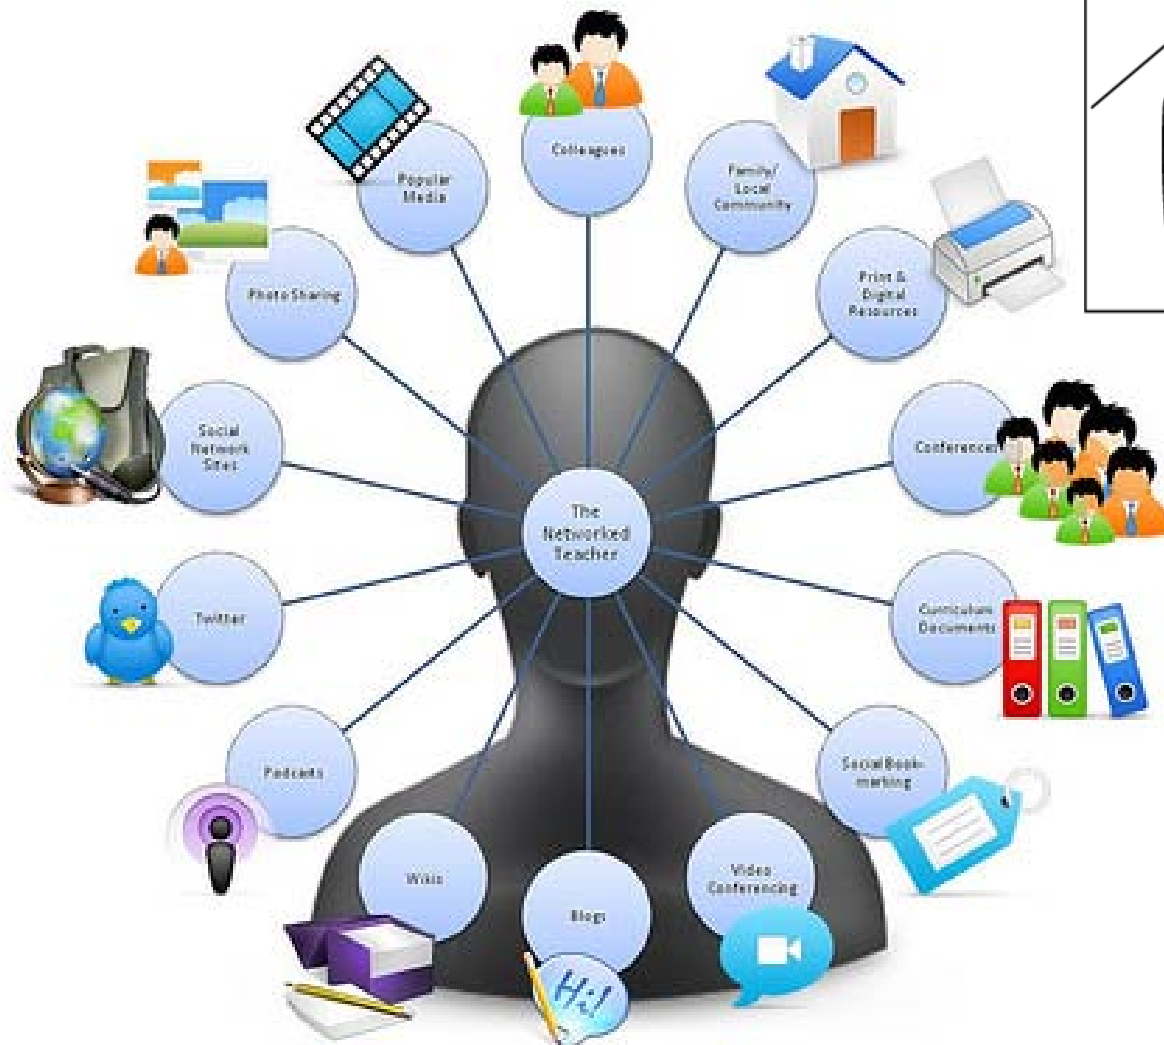 Colleagues
Popular
Media
Family/
Local
Community
Photo Sharing
Print &
Digital
Resources
Social
Network
Sites
Conferences
The
Networked
Teacher
Twitter
Curriculum
Documents
Podcasts
Social Book-
marking
Wikis
Video
Conferencing
Blogs
Hi!